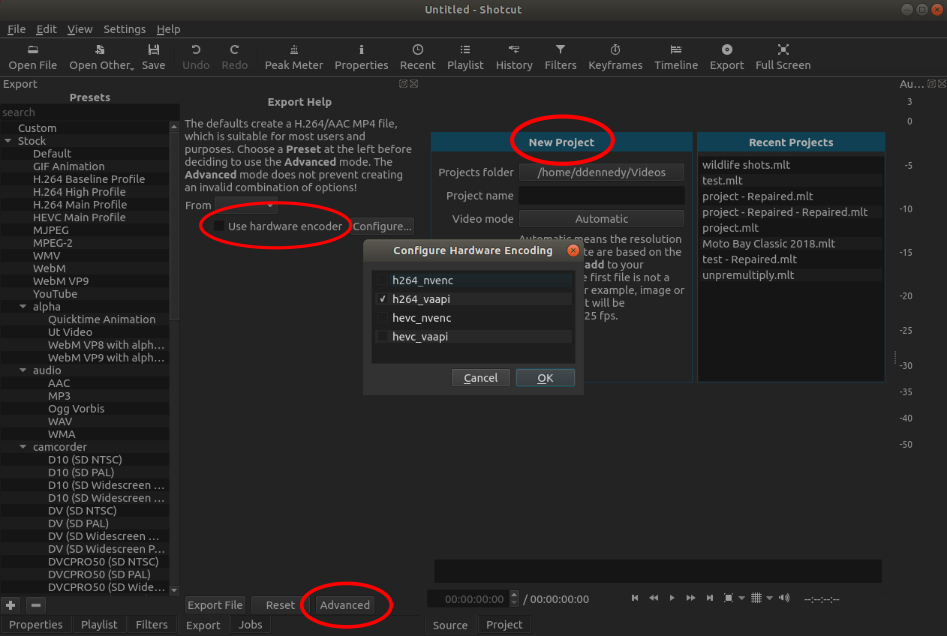 Untitled - Shotcut
File Edit View Settings Help
Open File Open Other... Save Undo Redo Peak Meter Properties Recent Playlist History Filters Keyframes Timeline Export Full Screen
Export
Presets
search
Custom
Stock
Default
GIF Animation
H.264 Baseline Profile
H.264 High Profile
H.264 Main Profile
HEVC Main Profile
MJPEG
MPEG-2
WMV
WebM
WebM VP9
YouTube
alpha
Quicktime Animation
Ut Video
WebM VP8 with alph...
WebM VP9 with alph...
audio
AAC
MP3
Ogg Vorbis
WAV
WMA
camcorder
D10 (SD NTSC)
D10 (SD PAL)
D10 (SD Widescreen ...
D10 (SD Widescreen ...
DV (SD NTSC)
DV (SD PAL)
DV (SD Widescreen ...
DV (SD Widescreen P...
DVCPRO50 (SD NTSC)
DVCPRO50 (SD PAL)
DVCPRO50 (SD Wide...
Export Help
The defaults create a H.264/AAC MP4 file,
which is suitable for most users and
purposes. Choose a Preset at the left before
deciding to use the Advanced mode. The
Advanced mode does not prevent creating
an invalid combination of options!
From
Use hardware encoder Configure...
Export File Reset Advanced
Properties Playlist Filters Export Jobs
New Project
Projects folder /home/ddennedy/Videos
Project name
Video mode Automatic
Automatic means the resolution
te are based on the
add to your
e first file is not a
r example, image or
t will be
25 fps.
Configure Hardware Encoding
h264_nvenc
✓ h264_vaapi
hevc_nvenc
hevc_vaapi
Cancel OK
Recent Projects
wildlife shots.mlt
test.mlt
project - Repaired.mlt
project - Repaired - Repaired.mlt
project.mlt
Moto Bay Classic 2018.mlt
test - Repaired.mlt
unpremultiply.mlt
Au...
3
0
-5
-10
-15
-20
-25
-30
-35
-40
-50
00:00:00:00 / 00:00:00:00 --:--:--:--
Source Project